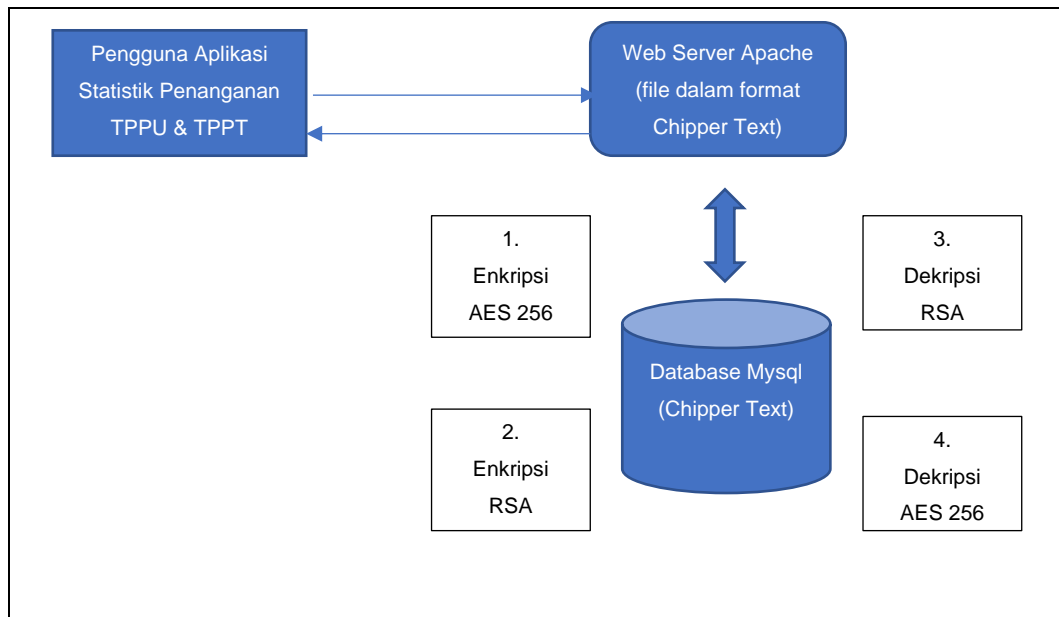 Pengguna Aplikasi
Statistik Penanganan
TPPU & TPPT
Web Server Apache
(file dalam format
Chipper Text)
1.
Enkripsi
AES 256
3.
Dekripsi
RSA
Database Mysql
(Chipper Text)
2.
Enkripsi
RSA
4.
Dekripsi
AES 256